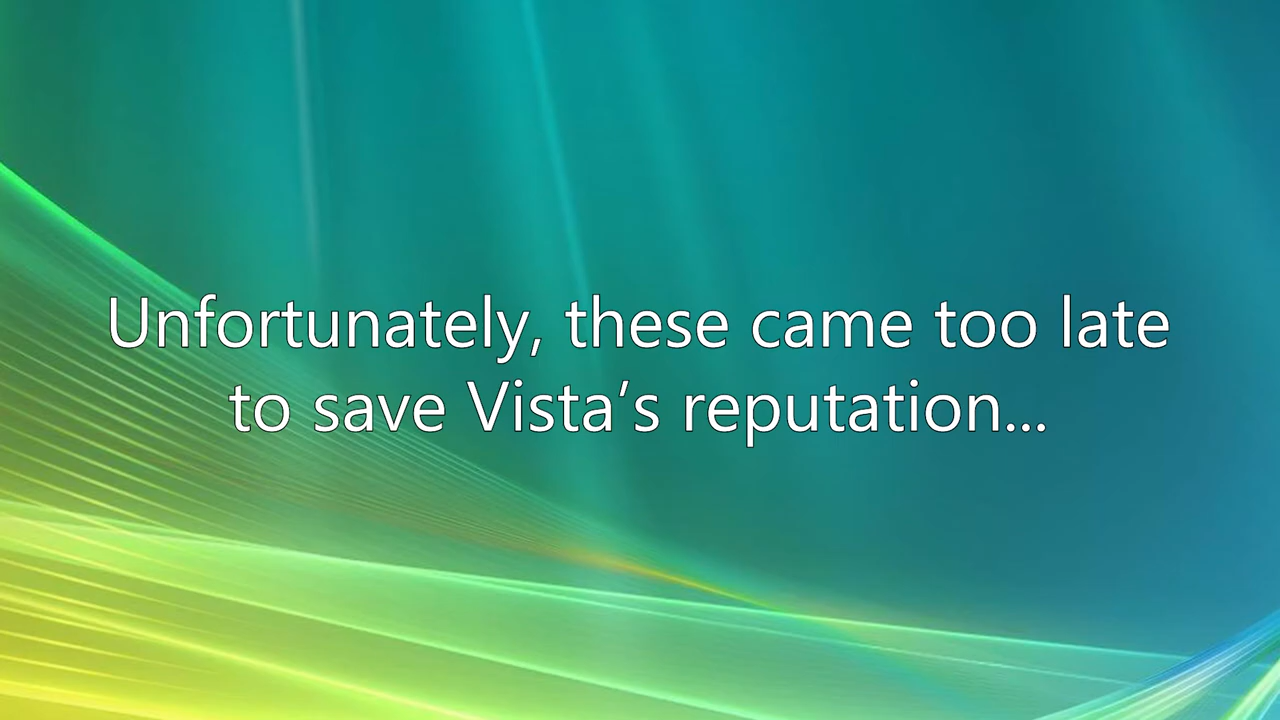 Unfortunately, these came too late
to save Vista’s reputation...